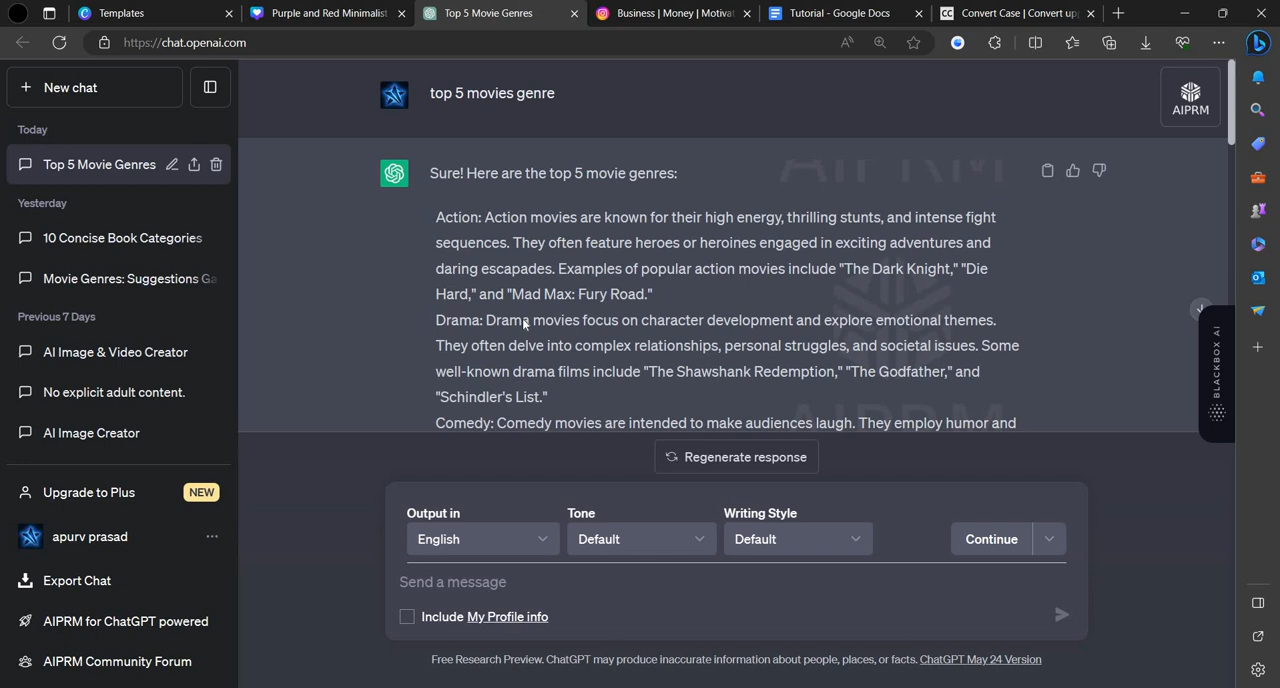 Templates
Purple and Red Minimalist
Top 5 Movie Genres
Business | Money | Motivat
Tutorial - Google Docs
CC Convert Case | Convert up
https://chat.openai.com
New chat
Today
Top 5 Movie Genres
Yesterday
10 Concise Book Categories
Movie Genres: Suggestions Ga
Previous 7 Days
AI Image & Video Creator
No explicit adult content.
AI Image Creator
Upgrade to Plus NEW
apurv prasad
Export Chat
AIPRM for ChatGPT powered
AIPRM Community Forum
top 5 movies genre
AIPRM
Sure! Here are the top 5 movie genres:
AIPRM
Action: Action movies are known for their high energy, thrilling stunts, and intense fight
sequences. They often feature heroes or heroines engaged in exciting adventures and
daring escapades. Examples of popular action movies include "The Dark Knight," "Die
Hard," and "Mad Max: Fury Road."
Drama: Drama movies focus on character development and explore emotional themes.
They often delve into complex relationships, personal struggles, and societal issues. Some
well-known drama films include "The Shawshank Redemption," "The Godfather," and
"Schindler's List."
Comedy: Comedy movies are intended to make audiences laugh. They employ humor and
AIPRM
BLACKBOX AI
Regenerate response
Output in Tone Writing Style
English Default Default Continue
Send a message
Include My Profile info
Free Research Preview. ChatGPT may produce inaccurate information about people, places, or facts. ChatGPT May 24 Version